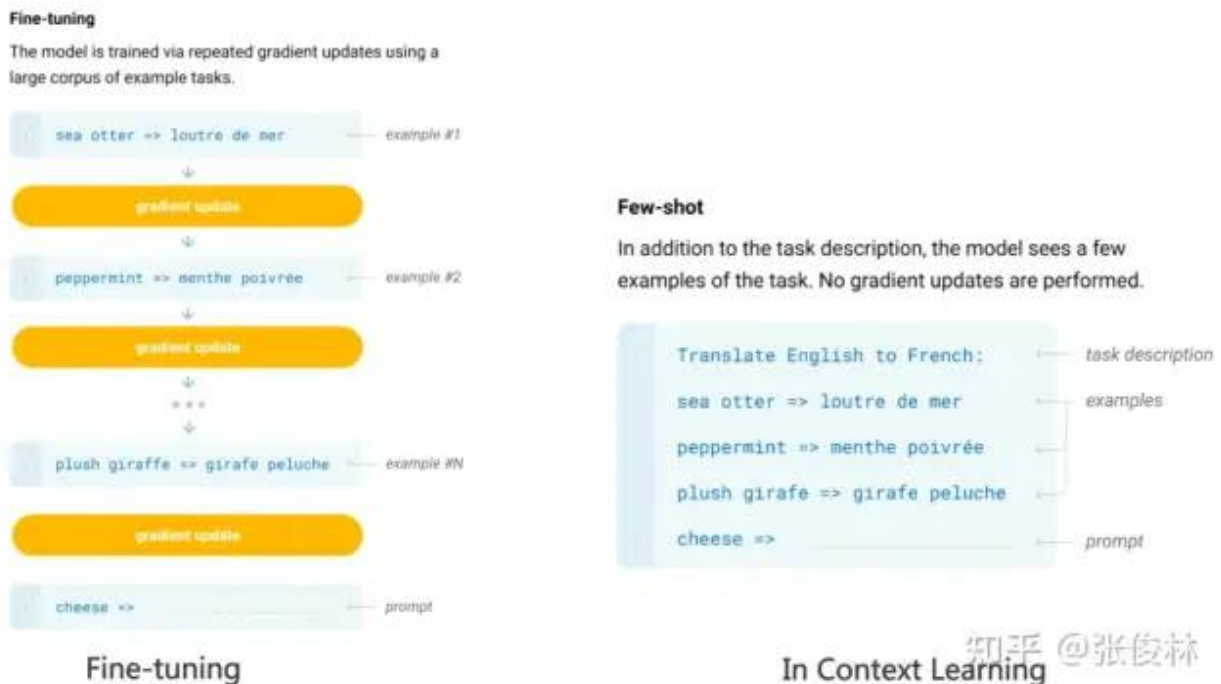 Fine-tuning
The model is trained via repeated gradient updates using a
large corpus of example tasks.
sea otter => loutre de mer
example #1
gradient update
peppermint => menthe poivrée
example #2
gradient update
plush giraffe => girafe peluche
example #N
gradient update
cheese =>
prompt
Fine-tuning
Few-shot
In addition to the task description, the model sees a few
examples of the task. No gradient updates are performed.
Translate English to French:
task description
sea otter => loutre de mer
examples
peppermint => menthe poivrée
plush girafe => girafe peluche
cheese =>
prompt
In Context Learning
知乎 @张俊林